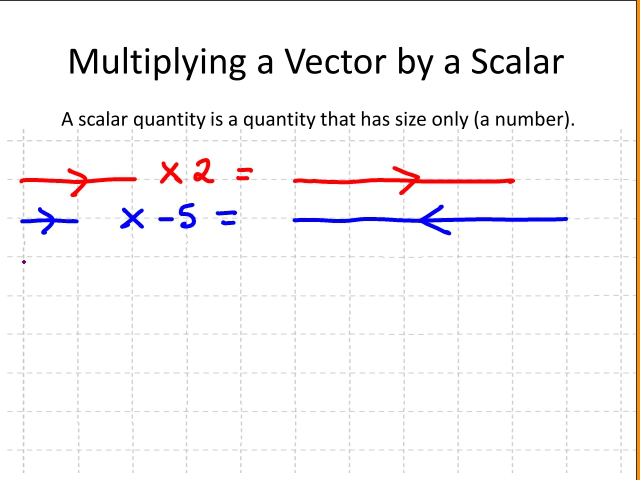 Multiplying a Vector by a Scalar
A scalar quantity is a quantity that has size only (a number).
x 2 =
x -5 =